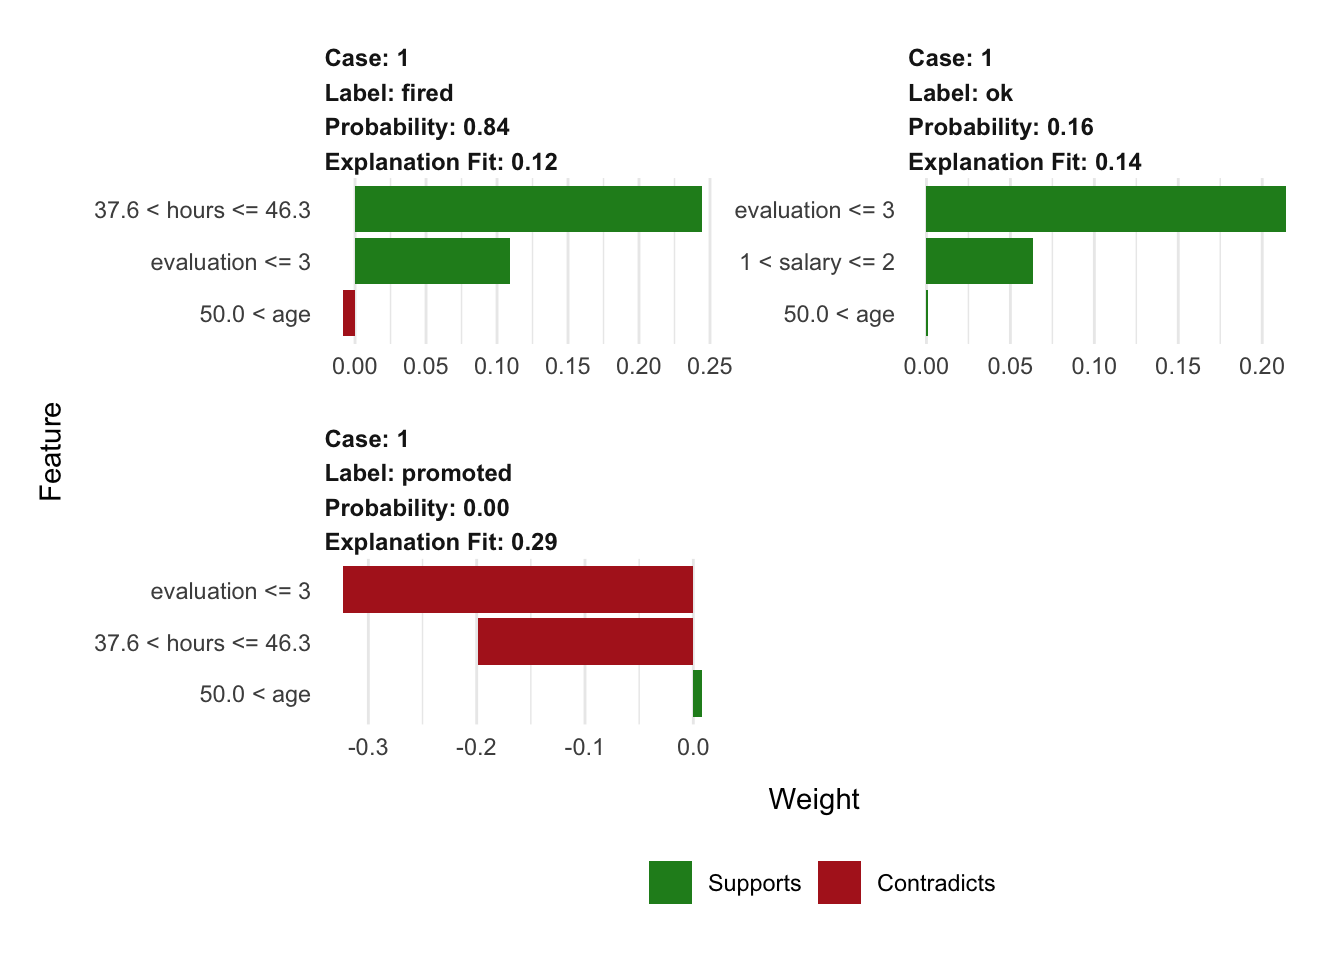 Case: 1
Label: fired
Probability: 0.84
Explanation Fit: 0.12
37.6 < hours <= 46.3
evaluation <= 3
50.0 < age
0.00 0.05 0.10 0.15 0.20 0.25
Case: 1
Label: ok
Probability: 0.16
Explanation Fit: 0.14
evaluation <= 3
1 < salary <= 2
50.0 < age
0.00 0.05 0.10 0.15 0.20
Feature
Case: 1
Label: promoted
Probability: 0.00
Explanation Fit: 0.29
evaluation <= 3
37.6 < hours <= 46.3
50.0 < age
-0.3 -0.2 -0.1 0.0
Weight
Supports Contradicts